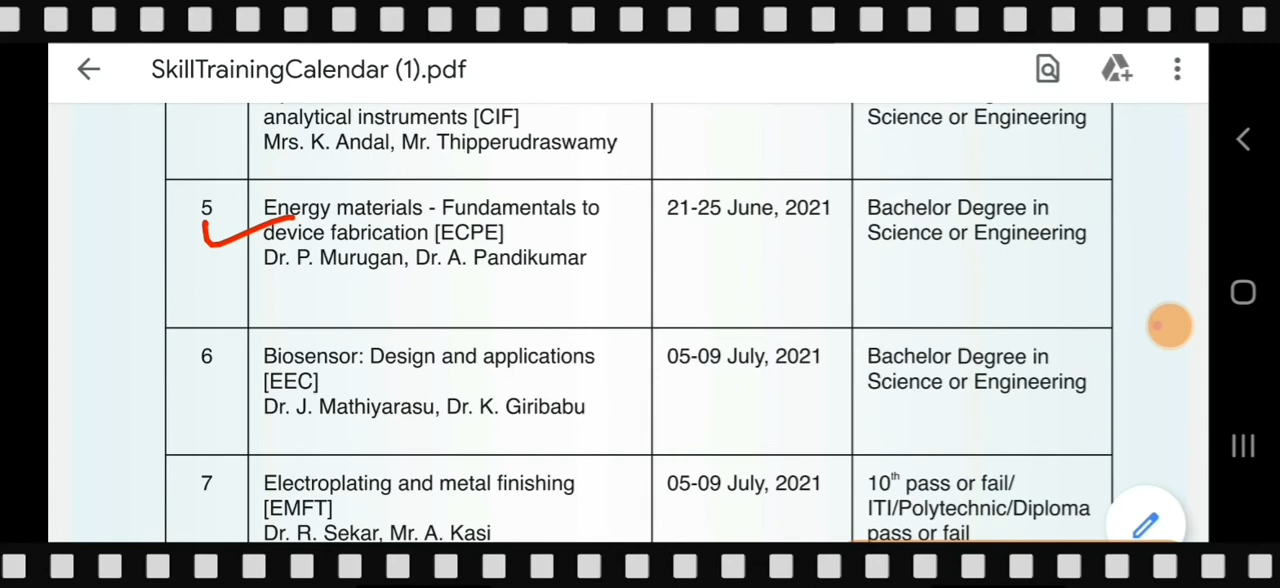 SkillTrainingCalendar (1).pdf
analytical instruments [CIF]
Mrs. K. Andal, Mr. Thipperudraswamy
Science or Engineering
5
Energy materials - Fundamentals to
device fabrication [ECPE]
Dr. P. Murugan, Dr. A. Pandikumar
21-25 June, 2021
Bachelor Degree in
Science or Engineering
6
Biosensor: Design and applications
[EEC]
Dr. J. Mathiyarasu, Dr. K. Giribabu
05-09 July, 2021
Bachelor Degree in
Science or Engineering
7
Electroplating and metal finishing
[EMFT]
Dr. R. Sekar, Mr. A. Kasi
05-09 July, 2021
10th pass or fail/
ITI/Polytechnic/Diploma
pass or fail